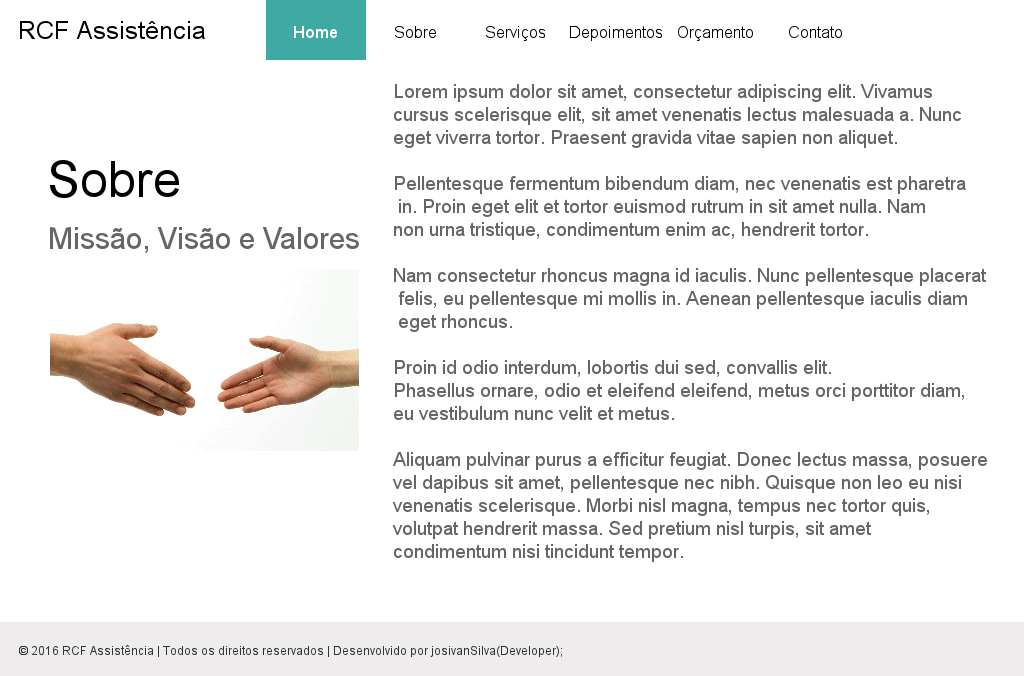 RCF Assistência
Home Sobre Serviços Depoimentos Orçamento Contato
Sobre
Missão, Visão e Valores
Lorem ipsum dolor sit amet, consectetur adipiscing elit. Vivamus
cursus scelerisque elit, sit amet venenatis lectus malesuada a. Nunc
eget viverra tortor. Praesent gravida vitae sapien non aliquet.
Pellentesque fermentum bibendum diam, nec venenatis est pharetra
in. Proin eget elit et tortor euismod rutrum in sit amet nulla. Nam
non urna tristique, condimentum enim ac, hendrerit tortor.
Nam consectetur rhoncus magna id iaculis. Nunc pellentesque placerat
felis, eu pellentesque mi mollis in. Aenean pellentesque iaculis diam
eget rhoncus.
Proin id odio interdum, lobortis dui sed, convallis elit.
Phasellus ornare, odio et eleifend eleifend, metus orci porttitor diam,
eu vestibulum nunc velit et metus.
Aliquam pulvinar purus a efficitur feugiat. Donec lectus massa, posuere
vel dapibus sit amet, pellentesque nec nibh. Quisque non leo eu nisi
venenatis scelerisque. Morbi nisl magna, tempus nec tortor quis,
volutpat hendrerit massa. Sed pretium nisl turpis, sit amet
condimentum nisi tincidunt tempor.
© 2016 RCF Assistência | Todos os direitos reservados | Desenvolvido por josivanSilva(Developer);